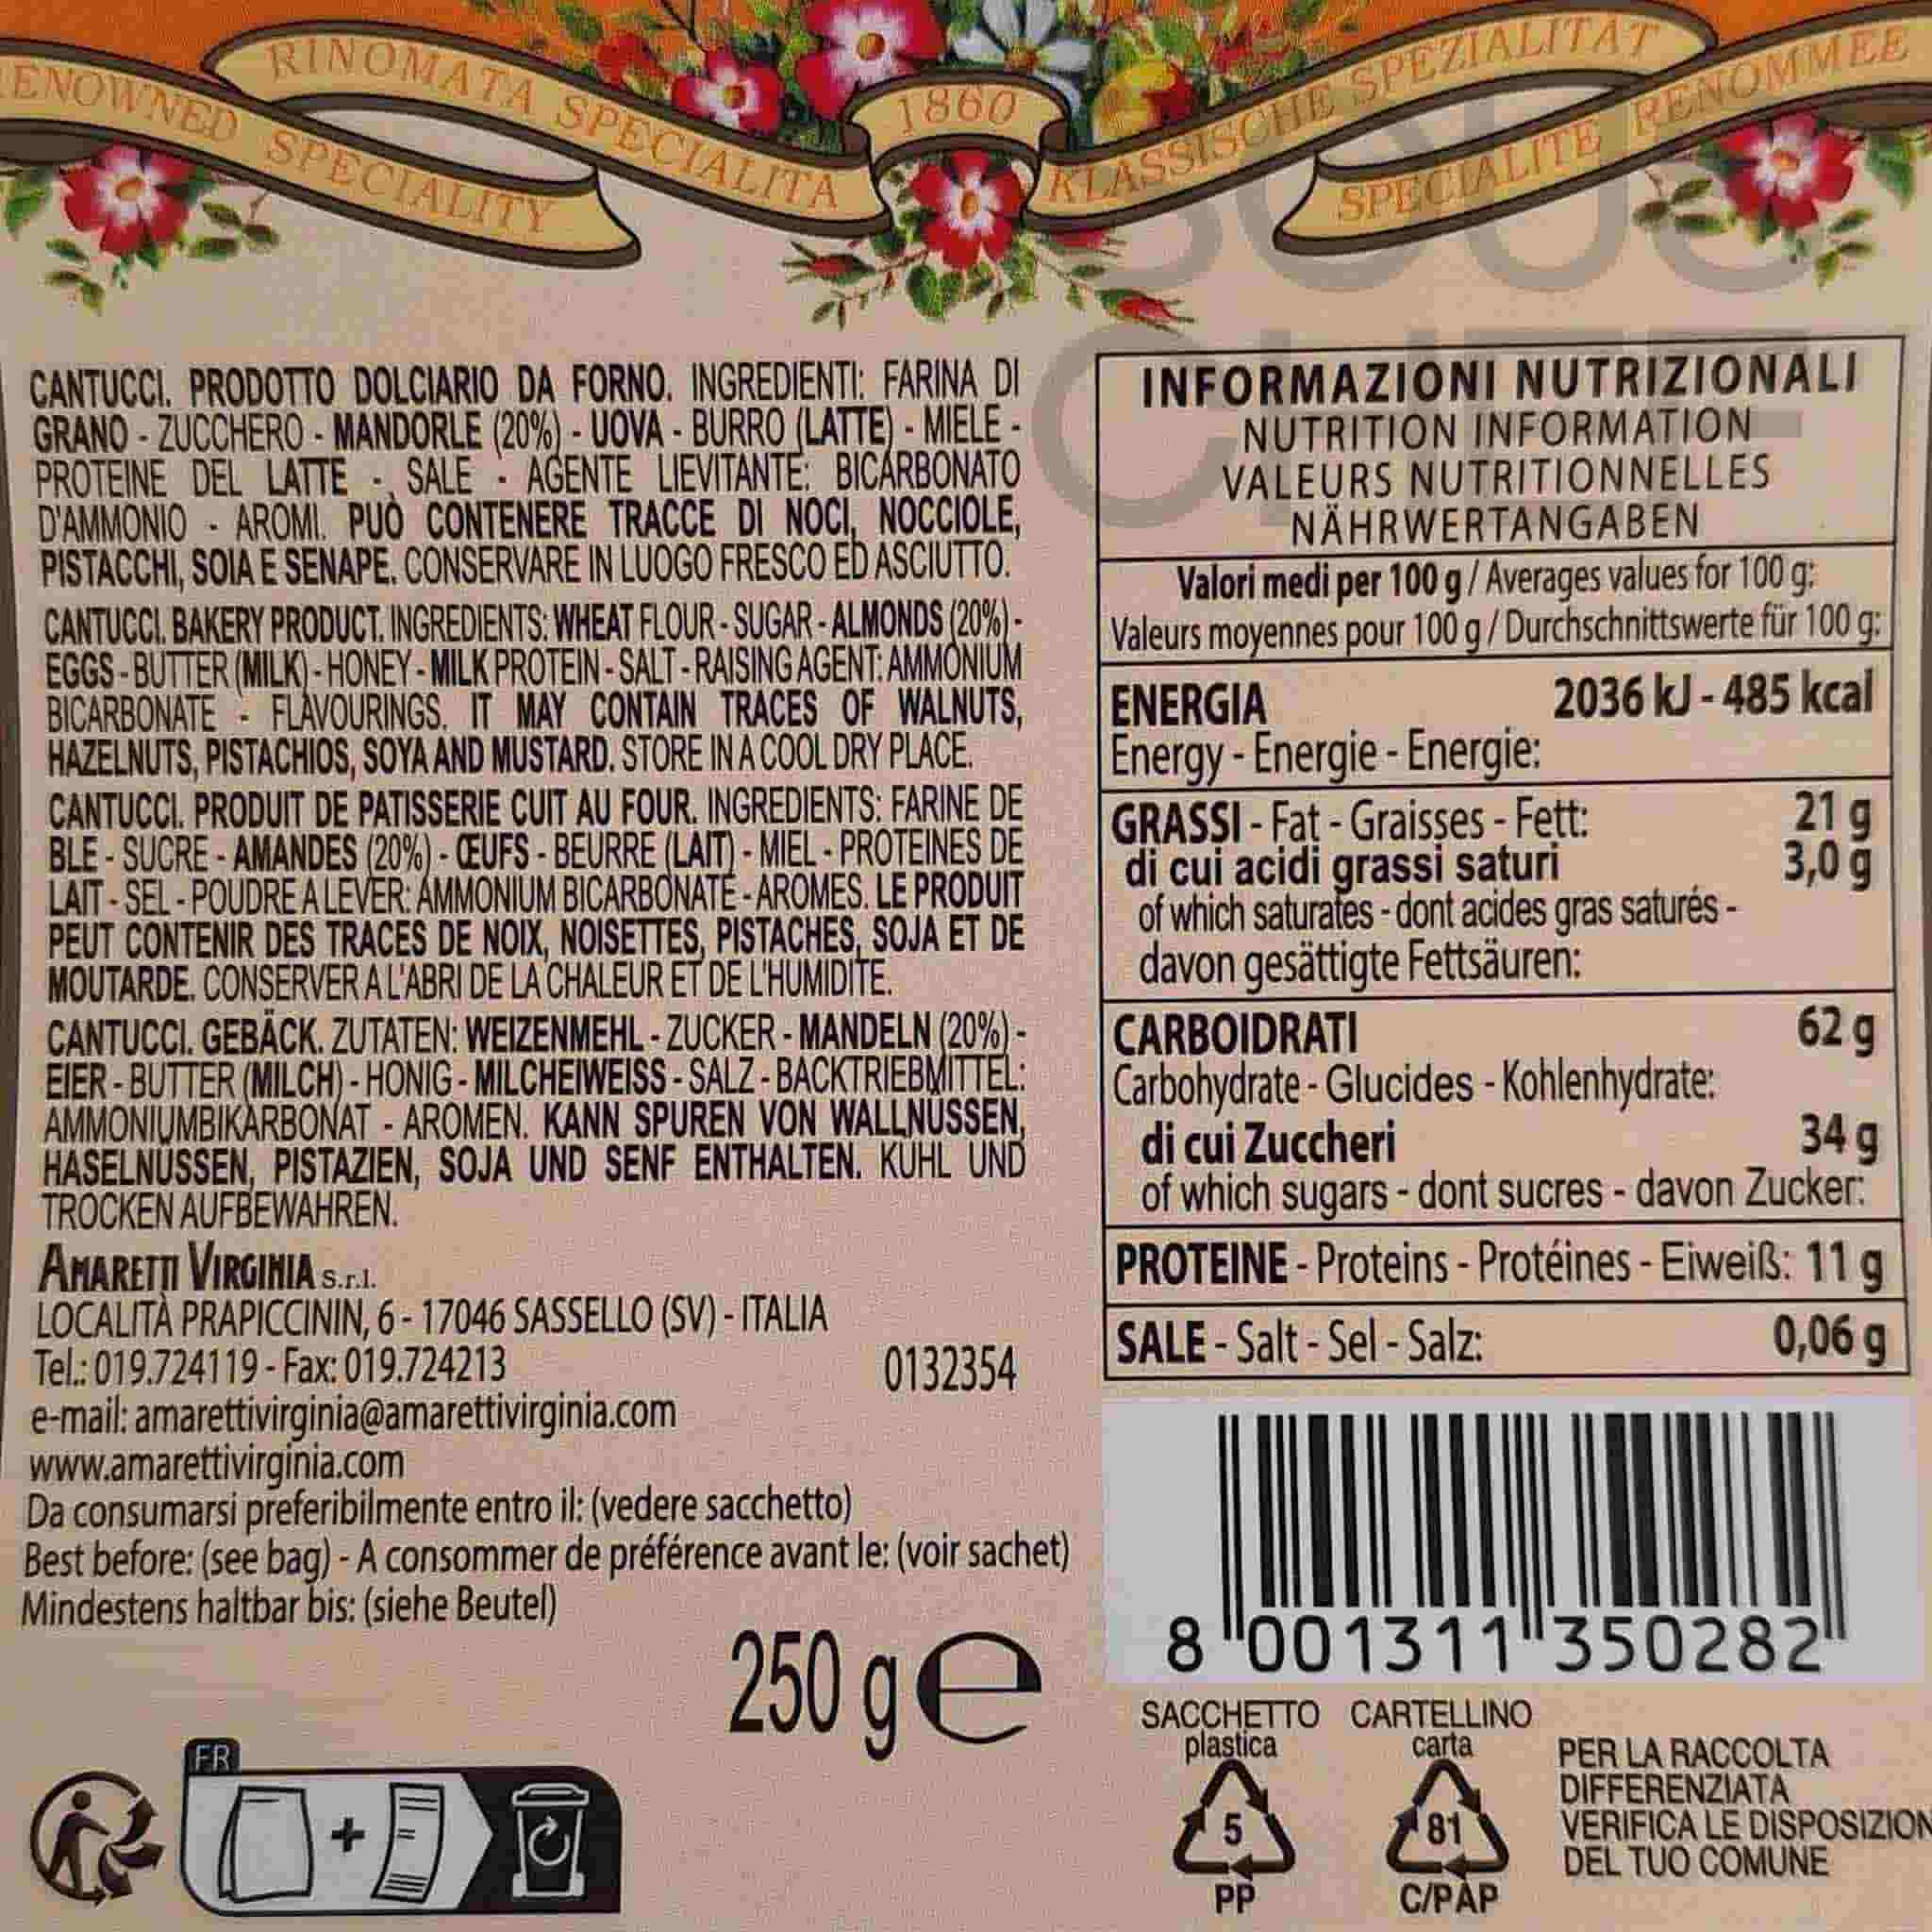 RENOWNED SPECIALITY
RINOMATA SPECIALITA
1860
KLASSISCHE SPEZIALITAT
SPECIALITE RENOMMEE
CANTUCCI. PRODOTTO DOLCIARIO DA FORNO. INGREDIENTI: FARINA DI
GRANO - ZUCCHERO - MANDORLE (20%) - UOVA - BURRO (LATTE) - MIELE -
PROTEINE DEL LATTE - SALE - AGENTE LIEVITANTE: BICARBONATO
D'AMMONIO - AROMI. PUÒ CONTENERE TRACCE DI NOCI, NOCCIOLE,
PISTACCHI, SOIA E SENAPE. CONSERVARE IN LUOGO FRESCO ED ASCIUTTO.
CANTUCCI. BAKERY PRODUCT. INGREDIENTS: WHEAT FLOUR - SUGAR - ALMONDS (20%) -
EGGS - BUTTER (MILK) - HONEY - MILK PROTEIN - SALT - RAISING AGENT: AMMONIUM
BICARBONATE - FLAVOURINGS. IT MAY CONTAIN TRACES OF WALNUTS,
HAZELNUTS, PISTACHIOS, SOYA AND MUSTARD. STORE IN A COOL DRY PLACE.
CANTUCCI. PRODUIT DE PATISSERIE CUIT AU FOUR. INGREDIENTS: FARINE DE
BLE - SUCRE - AMANDES (20%) - ŒUFS - BEURRE (LAIT) - MIEL - PROTEINES DE
LAIT - SEL - POUDRE A LEVER: AMMONIUM BICARBONATE - AROMES. LE PRODUIT
PEUT CONTENIR DES TRACES DE NOIX, NOISETTES, PISTACHES, SOJA ET DE
MOUTARDE. CONSERVER A L'ABRI DE LA CHALEUR ET DE L'HUMIDITE.
CANTUCCI. GEBÄCK. ZUTATEN: WEIZENMEHL - ZUCKER - MANDELN (20%) -
EIER - BUTTER (MILCH) - HONIG - MILCHEIWEISS - SALZ - BACKTRIEBMITTEL:
AMMONIUMBIKARBONAT - AROMEN. KANN SPUREN VON WALLNÜSSEN,
HASELNÜSSEN, PISTAZIEN, SOJA UND SENF ENTHALTEN. KÜHL UND
TROCKEN AUFBEWAHREN.
AMARETTI VIRGINIA s.r.l.
LOCALITÀ PRAPICCININ, 6 - 17046 SASSELLO (SV) - ITALIA
Tel.: 019.724119 - Fax: 019.724213
0132354
e-mail: amarettivirginia@amarettivirginia.com
www.amarettivirginia.com
Da consumarsi preferibilmente entro il: (vedere sacchetto)
Best before: (see bag) - A consommer de préférence avant le: (voir sachet)
Mindestens haltbar bis: (siehe Beutel)
250 g e
FR
INFORMAZIONI NUTRIZIONALI
NUTRITION INFORMATION
VALEURS NUTRITIONNELLES
NÄHRWERTANGABEN
Valori medi per 100 g / Averages values for 100 g:
Valeurs moyennes pour 100 g / Durchschnittswerte für 100 g:
ENERGIA 2036 kJ - 485 kcal
Energy - Energie - Energie:
GRASSI - Fat - Graisses - Fett: 21 g
di cui acidi grassi saturi 3,0 g
of which saturates - dont acides gras saturés -
davon gesättigte Fettsäuren:
CARBOIDRATI 62 g
Carbohydrate - Glucides - Kohlenhydrate:
di cui Zuccheri 34 g
of which sugars - dont sucres - davon Zucker:
PROTEINE - Proteins - Protéines - Eiweiß: 11 g
SALE - Salt - Sel - Salz: 0,06 g
8 001311 350282
SACCHETTO CARTELLINO
plastica carta
5 81
PP C/PAP
PER LA RACCOLTA
DIFFERENZIATA
VERIFICA LE DISPOSIZION
DEL TUO COMUNE